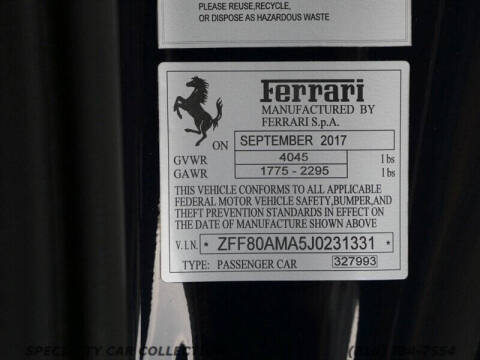 PLEASE REUSE,RECYCLE,
OR DISPOSE AS HAZARDOUS WASTE
Ferrari
MANUFACTURED BY
FERRARI S.p.A.
ON SEPTEMBER 2017
GVWR 4045 lbs
GAWR 1775 - 2295 lbs
THIS VEHICLE CONFORMS TO ALL APPLICABLE
FEDERAL MOTOR VEHICLE SAFETY,BUMPER,AND
THEFT PREVENTION STANDARDS IN EFFECT ON
THE DATE OF MANUFACTURE SHOWN ABOVE
V.I.N. * ZFF80AMA5J0231331 *
TYPE: PASSENGER CAR 327993